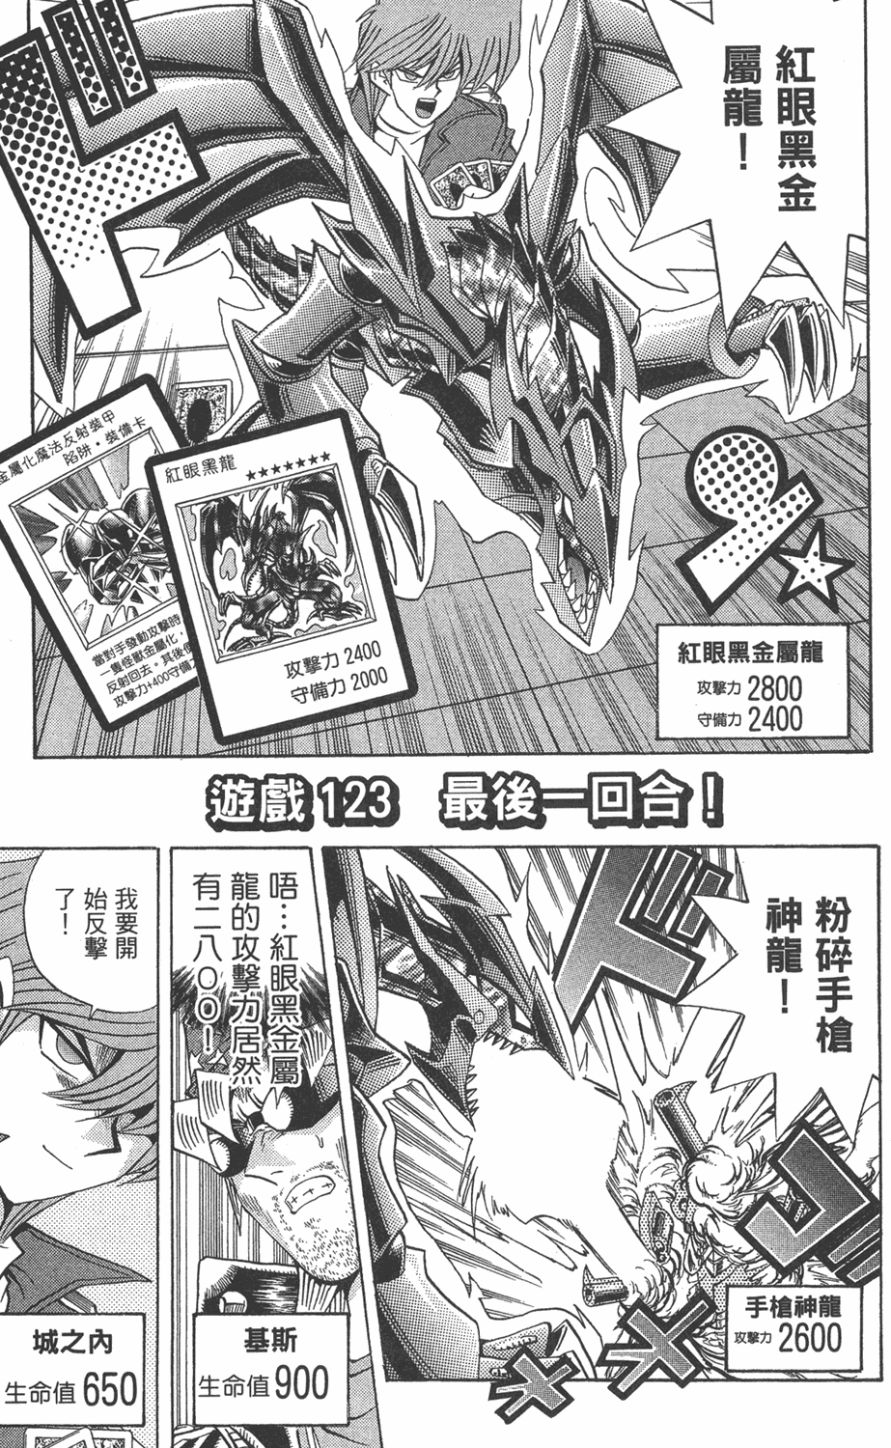 紅眼黑金
屬龍！
金屬化魔法反射裝甲
陷阱・裝備卡
當對手發動攻擊時
一隻怪獸金屬化，
反射回去。其後
攻擊力+400守備
紅眼黑龍
★★★★★★★
攻擊力 2400
守備力 2000
紅眼黑金屬龍
攻擊力 2800
守備力 2400
遊戲123 最後一回合！
粉碎手槍
神龍！
手槍神龍
攻擊力 2600
唔…紅眼黑金屬
龍的攻擊力居然
有二八○○！
基斯
生命值 900
我要開
始反擊
了！
城之內
生命值 650